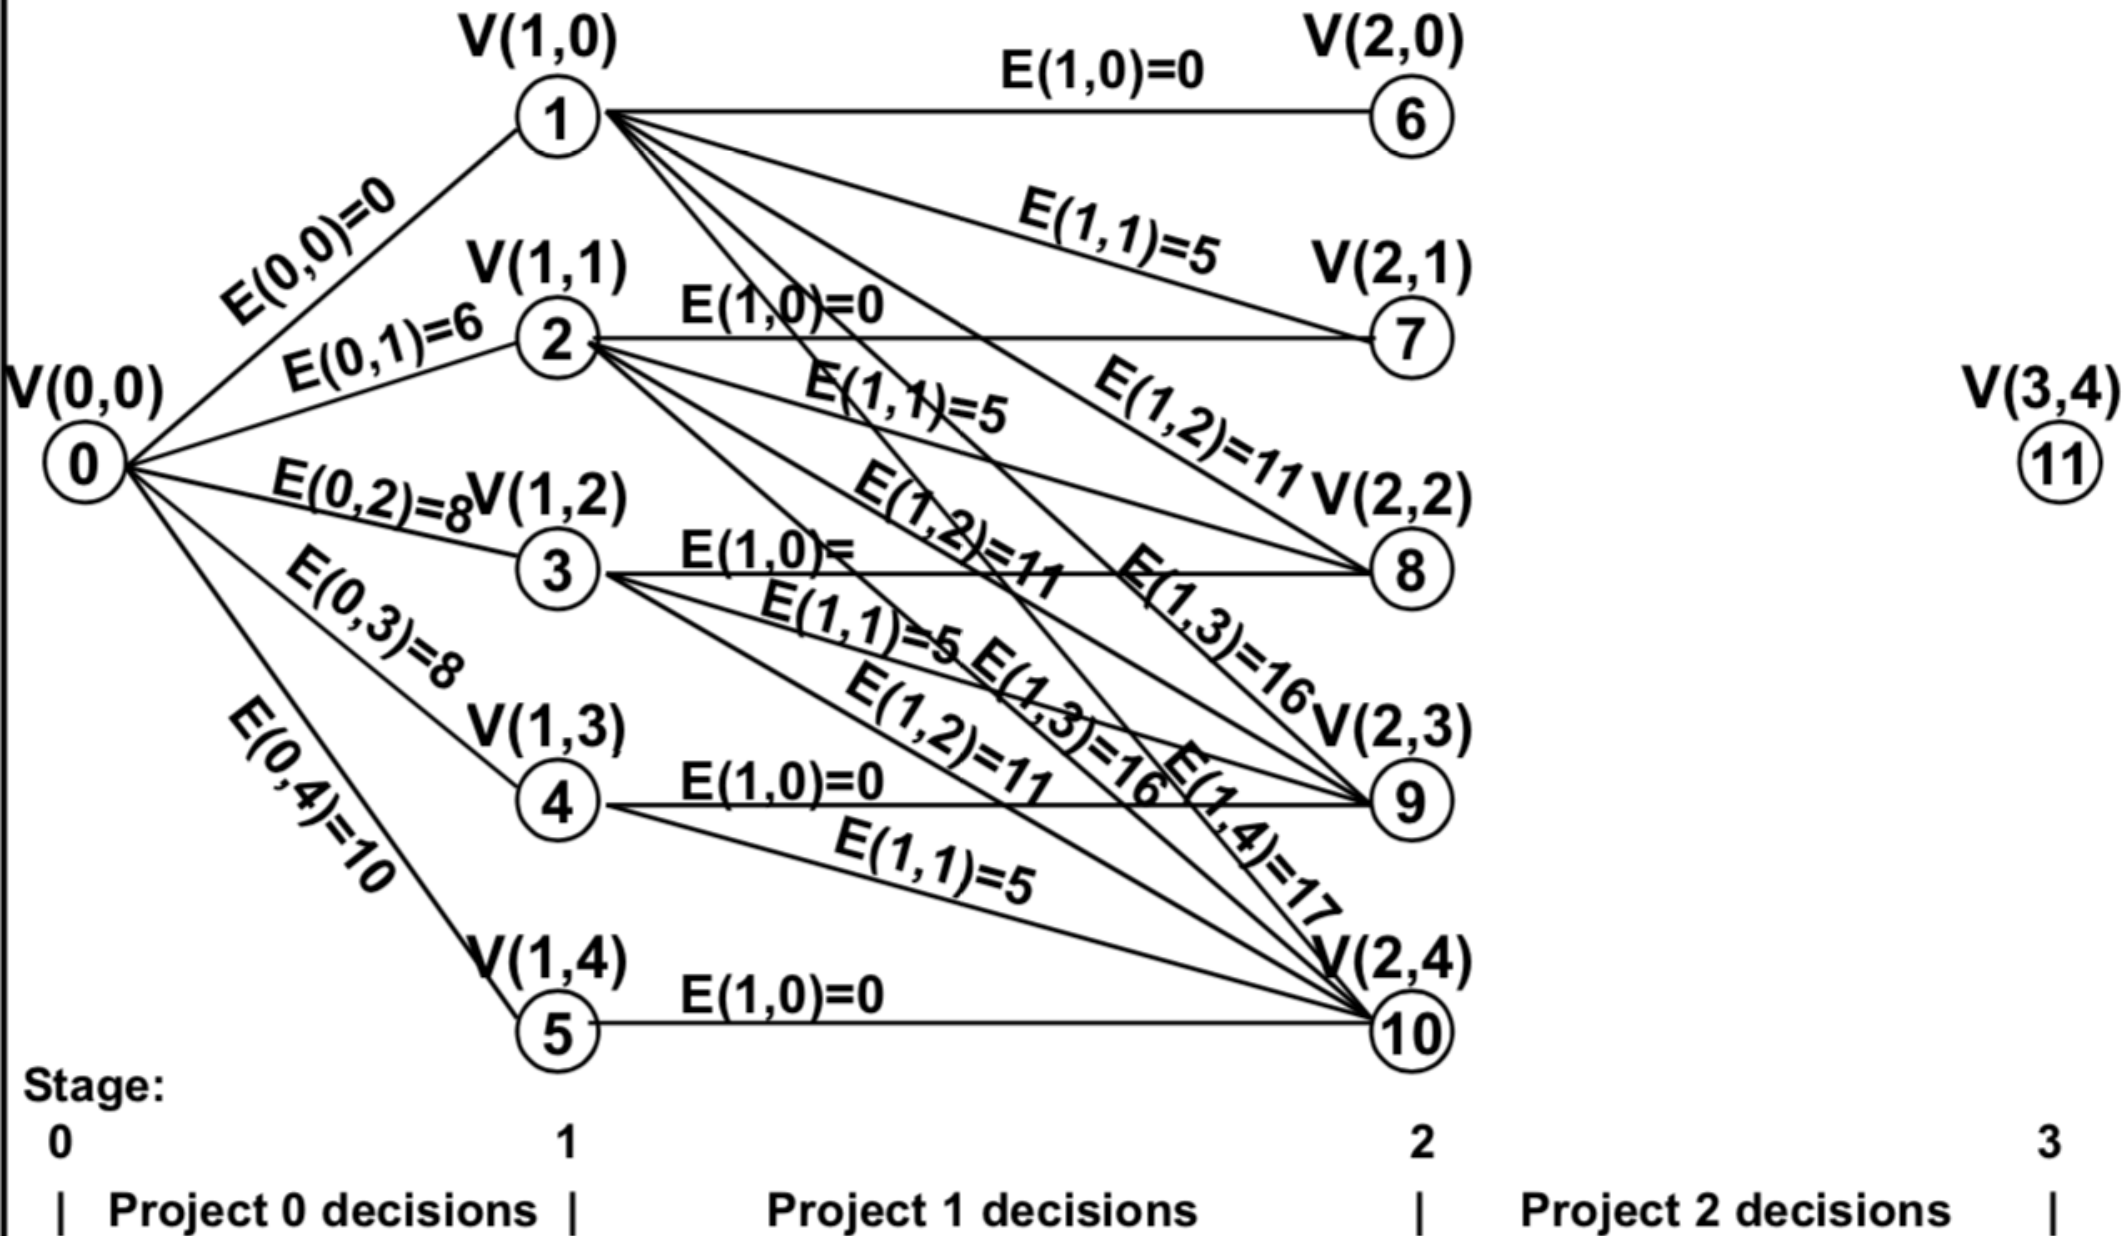 V(1,0)
V(2,0)
E(1,0)=0
1
6
E(0,0)=0
E(1,1)=5
V(1,1)
V(2,1)
E(1,0)=0
E(0,1)=6
2
7
V(0,0)
V(3,4)
E(1,1)=5
E(1,2)=11
0
11
E(0,2)=8
V(1,2)
V(2,2)
E(1,2)=11
E(1,0)=
3
8
E(0,3)=8
E(1,1)=5
E(1,3)=16
E(1,2)=11
E(1,3)=16
V(1,3)
V(2,3)
E(1,0)=0
4
9
E(0,4)=10
E(1,1)=5
E(1,4)=17
V(1,4)
V(2,4)
E(1,0)=0
5
10
Stage:
0 1 2 3
| Project 0 decisions | Project 1 decisions | Project 2 decisions |